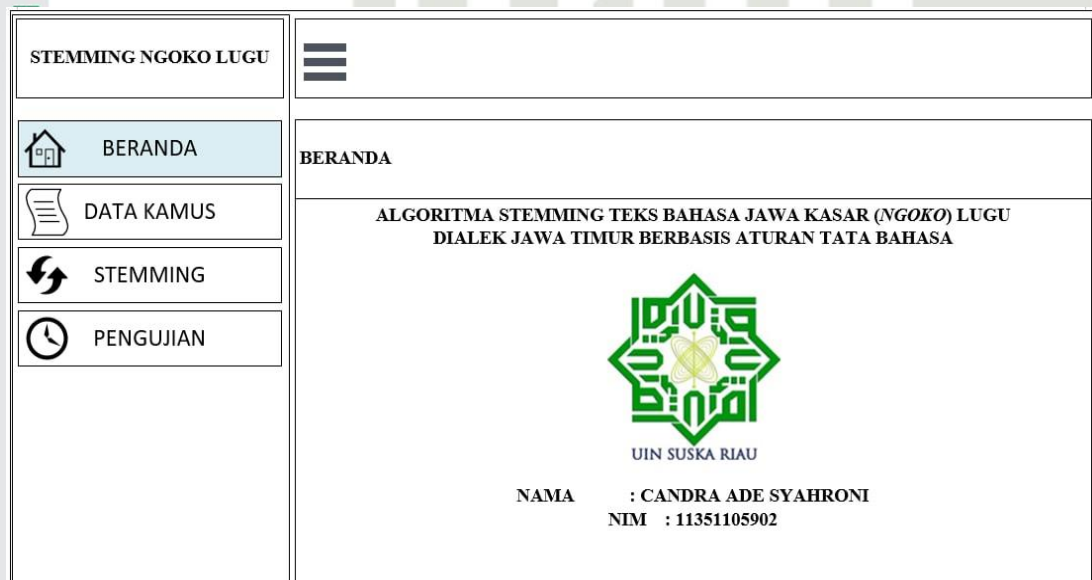 STEMMING NGOKO LUGU
BERANDA
DATA KAMUS
STEMMING
PENGUJIAN
BERANDA
ALGORITMA STEMMING TEKS BAHASA JAWA KASAR (NGOKO) LUGU
DIALEK JAWA TIMUR BERBASIS ATURAN TATA BAHASA
UIN SUSKA RIAU
NAMA : CANDRA ADE SYAHRONI
NIM : 11351105902